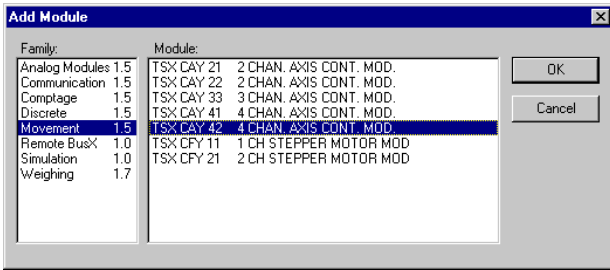 Add Module
Family:
Module:
Analog Modules 1.5
Communication 1.5
Comptage 1.5
Discrete 1.5
Movement 1.5
Remote BusX 1.0
Simulation 1.0
Weighing 1.7
TSX CAY 21 2 CHAN. AXIS CONT. MOD.
TSX CAY 22 2 CHAN. AXIS CONT. MOD.
TSX CAY 33 3 CHAN. AXIS CONT. MOD.
TSX CAY 41 4 CHAN. AXIS CONT. MOD.
TSX CAY 42 4 CHAN. AXIS CONT. MOD.
TSX CFY 11 1 CH STEPPER MOTOR MOD
TSX CFY 21 2 CH STEPPER MOTOR MOD
OK
Cancel